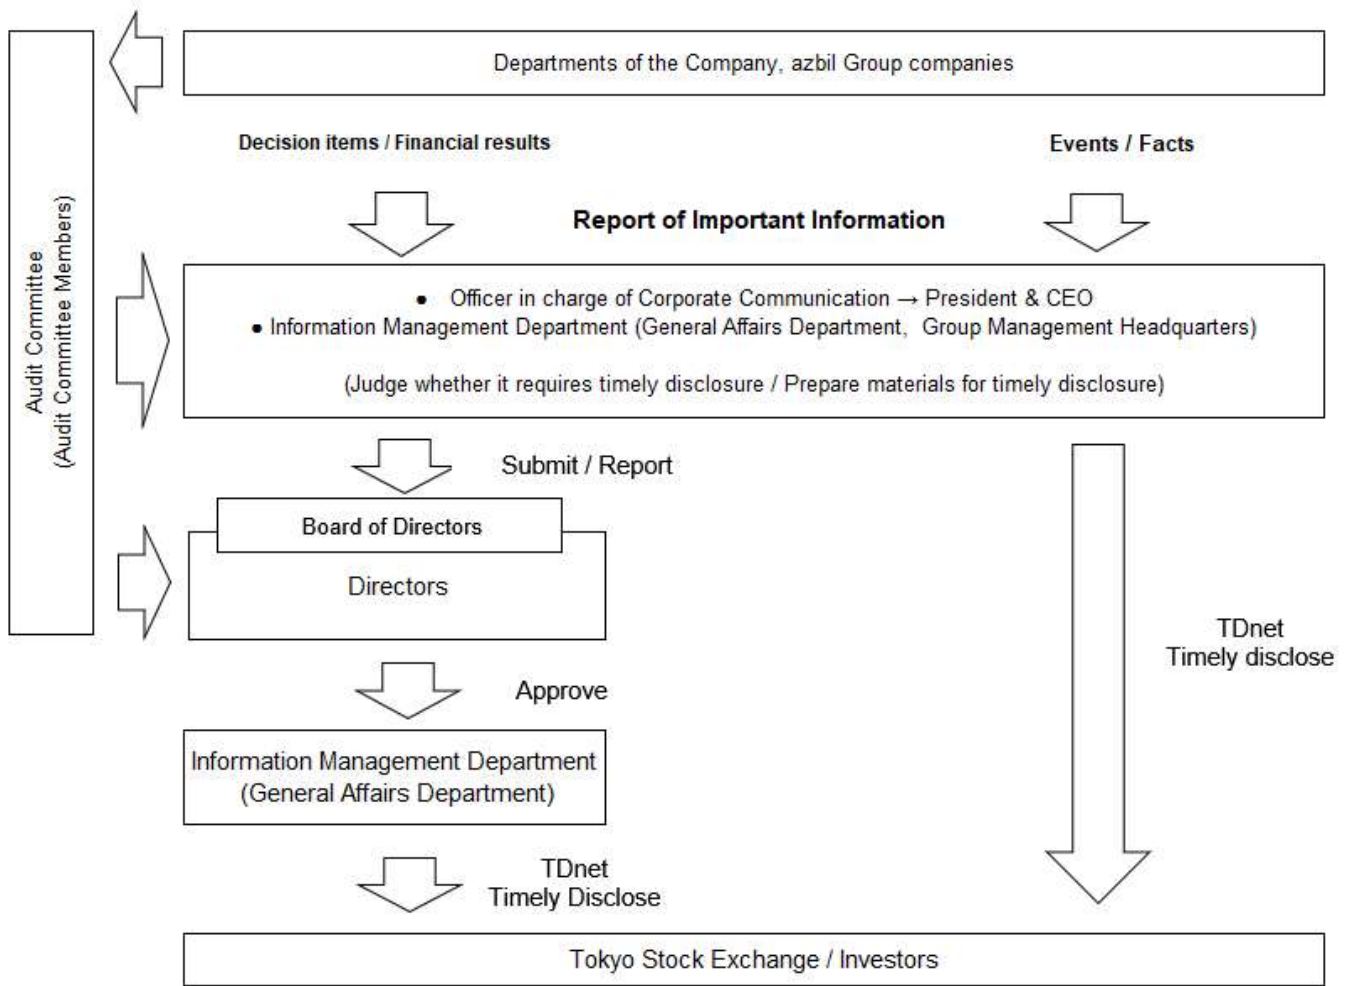 Departments of the Company, azbil Group companies
Decision items / Financial results
Events / Facts
Report of Important Information
Audit Committee
(Audit Committee Members)
● Officer in charge of Corporate Communication → President & CEO
● Information Management Department (General Affairs Department, Group Management Headquarters)
(Judge whether it requires timely disclosure / Prepare materials for timely disclosure)
Submit / Report
Board of Directors
Directors
TDnet
Timely disclose
Approve
Information Management Department
(General Affairs Department)
TDnet
Timely Disclose
Tokyo Stock Exchange / Investors